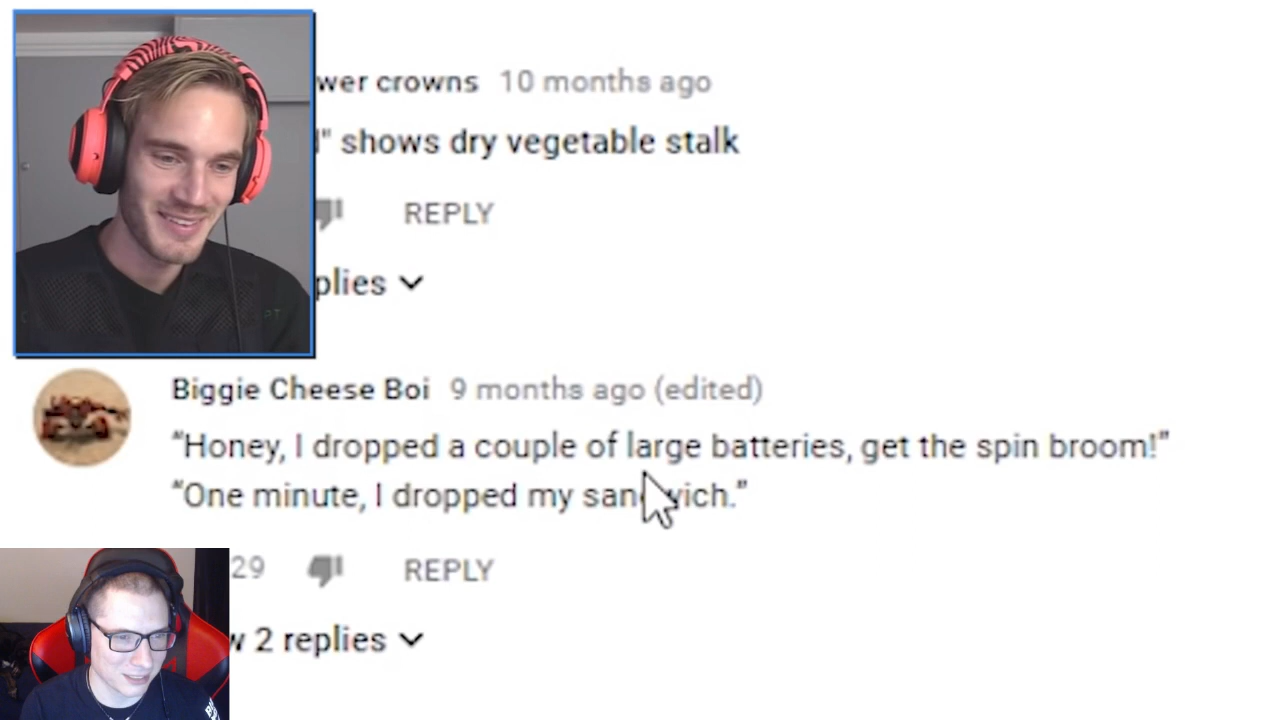 wer crowns 10 months ago
" shows dry vegetable stalk
REPLY
plies
Biggie Cheese Boi 9 months ago (edited)
“Honey, I dropped a couple of large batteries, get the spin broom!”
“One minute, I dropped my sandwich.”
29 REPLY
w 2 replies